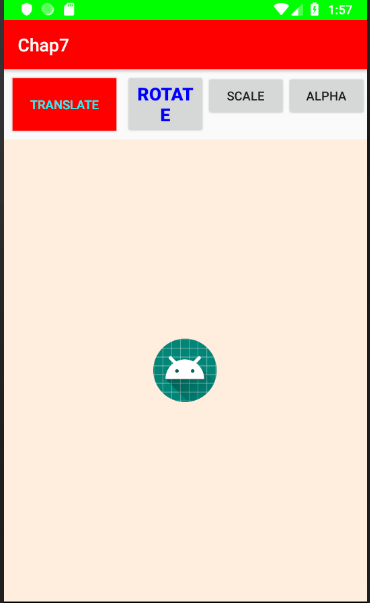 1:57
Chap7
TRANSLATE
ROTAT
E
SCALE
ALPHA